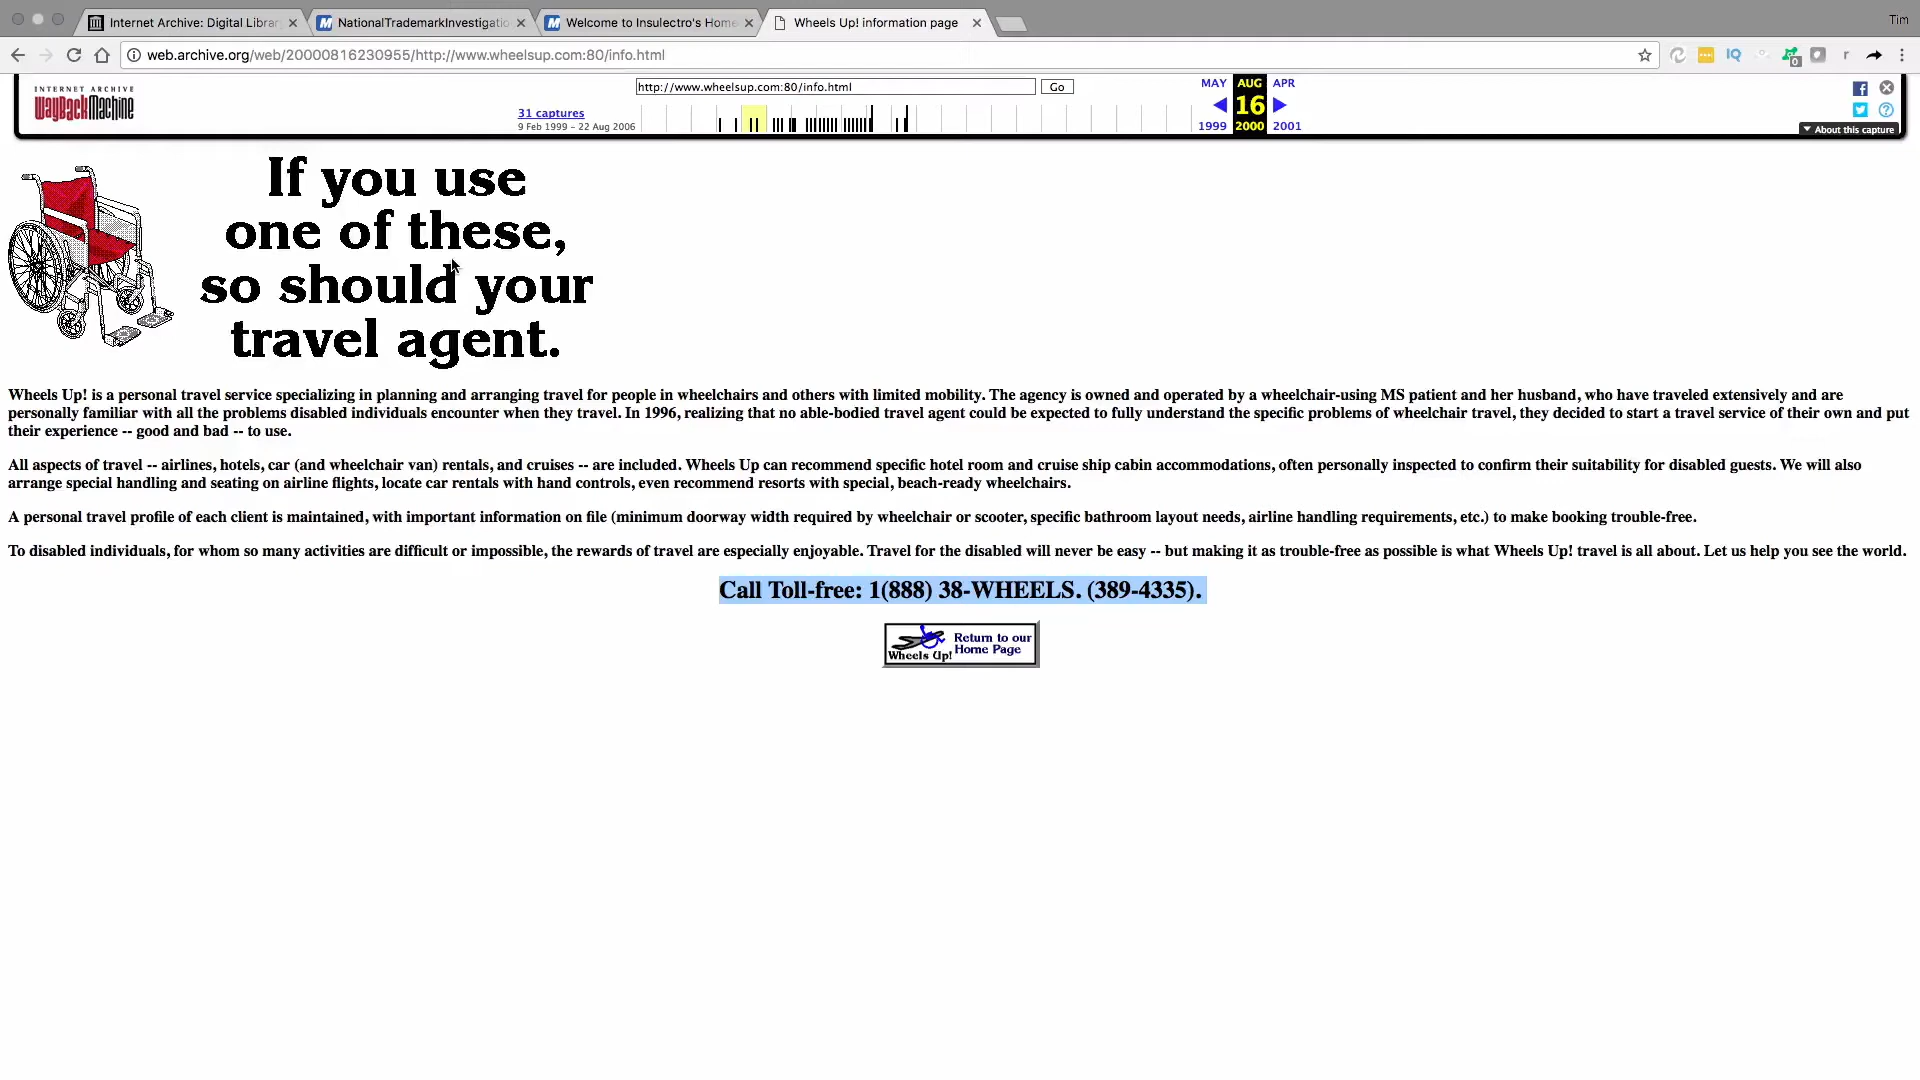 Internet Archive: Digital Librar
NationalTrademarkInvestigatio
Welcome to Insulectro's Home
Wheels Up! information page
Tim
web.archive.org/web/20000816230955/http://www.wheelsup.com:80/info.html
IQ
0
r
INTERNET ARCHIVE
WayBackMachine
http://www.wheelsup.com:80/info.html
Go
31 captures
9 Feb 1999 – 22 Aug 2006
MAY AUG APR
16
1999 2000 2001
f
?
About this capture
If you use
one of these,
so should your
travel agent.
Wheels Up! is a personal travel service specializing in planning and arranging travel for people in wheelchairs and others with limited mobility. The agency is owned and operated by a wheelchair-using MS patient and her husband, who have traveled extensively and are
personally familiar with all the problems disabled individuals encounter when they travel. In 1996, realizing that no able-bodied travel agent could be expected to fully understand the specific problems of wheelchair travel, they decided to start a travel service of their own and put
their experience -- good and bad -- to use.
All aspects of travel -- airlines, hotels, car (and wheelchair van) rentals, and cruises -- are included. Wheels Up can recommend specific hotel room and cruise ship cabin accommodations, often personally inspected to confirm their suitability for disabled guests. We will also
arrange special handling and seating on airline flights, locate car rentals with hand controls, even recommend resorts with special, beach-ready wheelchairs.
A personal travel profile of each client is maintained, with important information on file (minimum doorway width required by wheelchair or scooter, specific bathroom layout needs, airline handling requirements, etc.) to make booking trouble-free.
To disabled individuals, for whom so many activities are difficult or impossible, the rewards of travel are especially enjoyable. Travel for the disabled will never be easy -- but making it as trouble-free as possible is what Wheels Up! travel is all about. Let us help you see the world.
Call Toll-free: 1(888) 38-WHEELS. (389-4335).
Wheels Up!
Return to our
Home Page